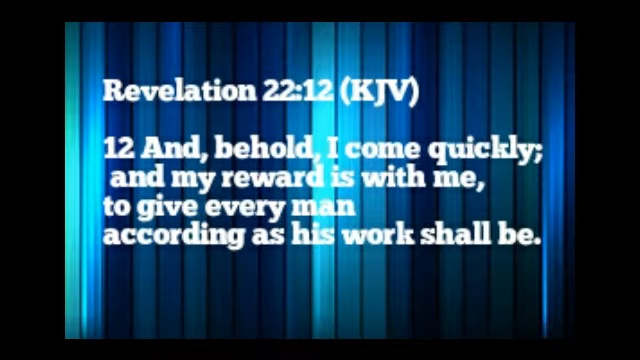 Revelation 22:12 (KJV)
12 And, behold, I come quickly;
and my reward is with me,
to give every man
according as his work shall be.